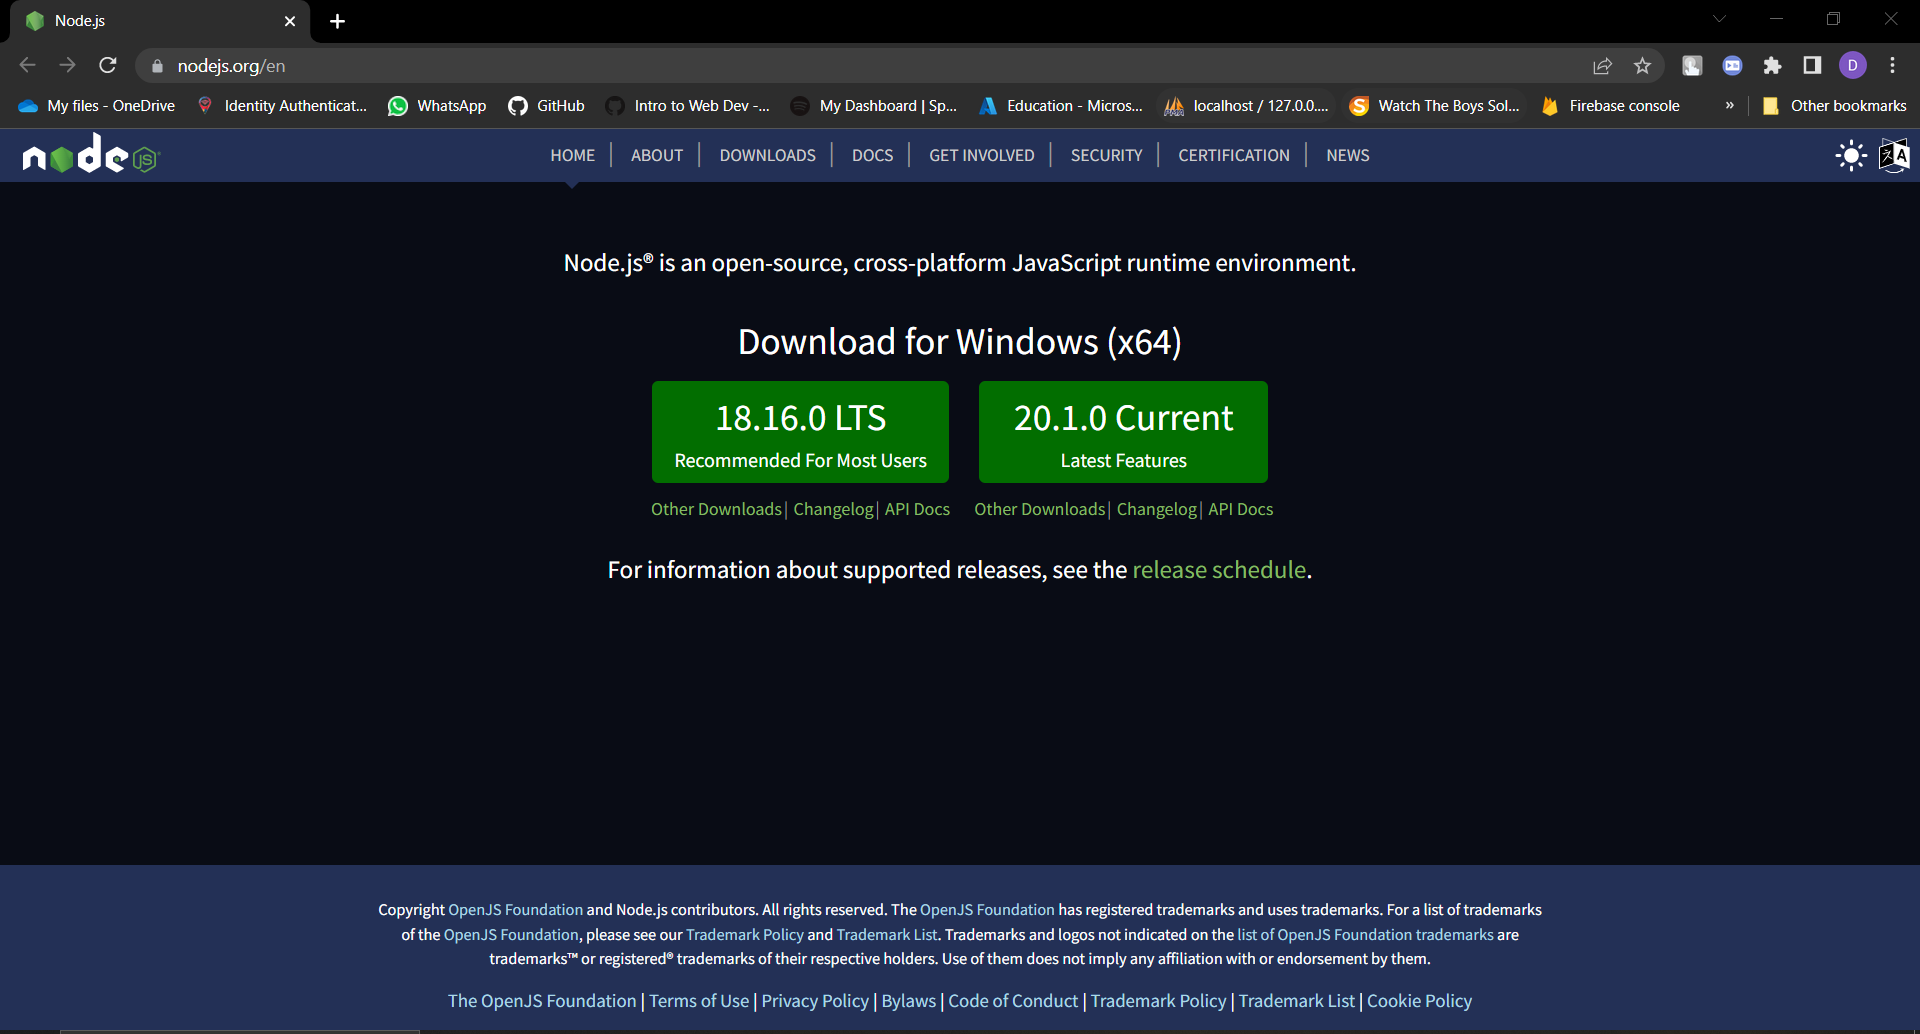 Node.js
nodejs.org/en
My files - OneDrive
Identity Authenticat...
WhatsApp
GitHub
Intro to Web Dev -...
My Dashboard | Sp...
Education - Micros...
localhost / 127.0.0....
Watch The Boys Sol...
Firebase console
»
Other bookmarks
D
node JS
HOME | ABOUT | DOWNLOADS | DOCS | GET INVOLVED | SECURITY | CERTIFICATION | NEWS
文A
Node.js® is an open-source, cross-platform JavaScript runtime environment.
Download for Windows (x64)
18.16.0 LTS
Recommended For Most Users
20.1.0 Current
Latest Features
Other Downloads | Changelog | API Docs
Other Downloads | Changelog | API Docs
For information about supported releases, see the release schedule.
Copyright OpenJS Foundation and Node.js contributors. All rights reserved. The OpenJS Foundation has registered trademarks and uses trademarks. For a list of trademarks
of the OpenJS Foundation, please see our Trademark Policy and Trademark List. Trademarks and logos not indicated on the list of OpenJS Foundation trademarks are
trademarks™ or registered® trademarks of their respective holders. Use of them does not imply any affiliation with or endorsement by them.
The OpenJS Foundation | Terms of Use | Privacy Policy | Bylaws | Code of Conduct | Trademark Policy | Trademark List | Cookie Policy